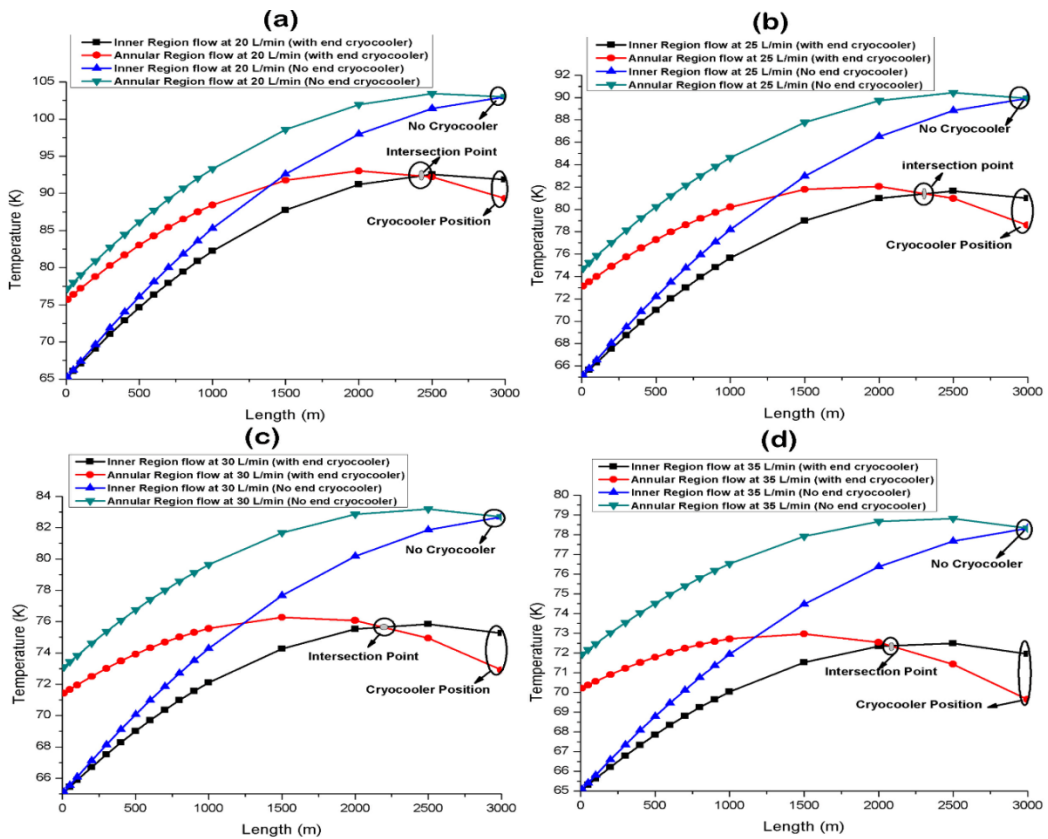 (a)
Inner Region flow at 20 L/min (with end cryocooler)
Annular Region flow at 20 L/min (with end cryocooler)
Inner Region flow at 20 L/min (No end cryocooler)
Annular Region flow at 20 L/min (No end cryocooler)
105
100
95
90
85
80
75
70
65
Temperature (K)
No Cryocooler
Intersection Point
Cryocooler Position
0 500 1000 1500 2000 2500 3000
Length (m)
(b)
Inner Region flow at 25 L/min (with end cryocooler)
Annular Region flow at 25 L/min (with end cryocooler)
Inner Region flow at 25 L/min (No end cryocooler)
Annular Region flow at 25 L/min (No end cryocooler)
92
90
88
86
84
82
80
78
76
74
72
70
68
66
Temperature (K)
No Cryocooler
intersection point
Cryocooler Position
0 500 1000 1500 2000 2500 3000
Length (m)
(c)
Inner Region flow at 30 L/min (with end cryocooler)
Annular Region flow at 30 L/min (with end cryocooler)
Inner Region flow at 30 L/min (No end cryocooler)
Annular Region flow at 30 L/min (No end cryocooler)
84
82
80
78
76
74
72
70
68
66
Temperature (K)
No Cryocooler
Intersection Point
Cryocooler Position
0 500 1000 1500 2000 2500 3000
Length (m)
(d)
Inner Region flow at 35 L/min (with end cryocooler)
Annular Region flow at 35 L/min (with end cryocooler)
Inner Region flow at 35 L/min (No end cryocooler)
Annular Region flow at 35 L/min (No end cryocooler)
80
79
78
77
76
75
74
73
72
71
70
69
68
67
66
65
Temperature (K)
No Cryocooler
Intersection Point
Cryocooler Position
0 500 1000 1500 2000 2500 3000
Length (m)